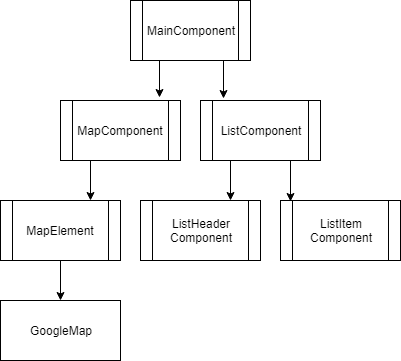 MainComponent
MapComponent
ListComponent
MapElement
ListHeader
Component
ListItem
Component
GoogleMap